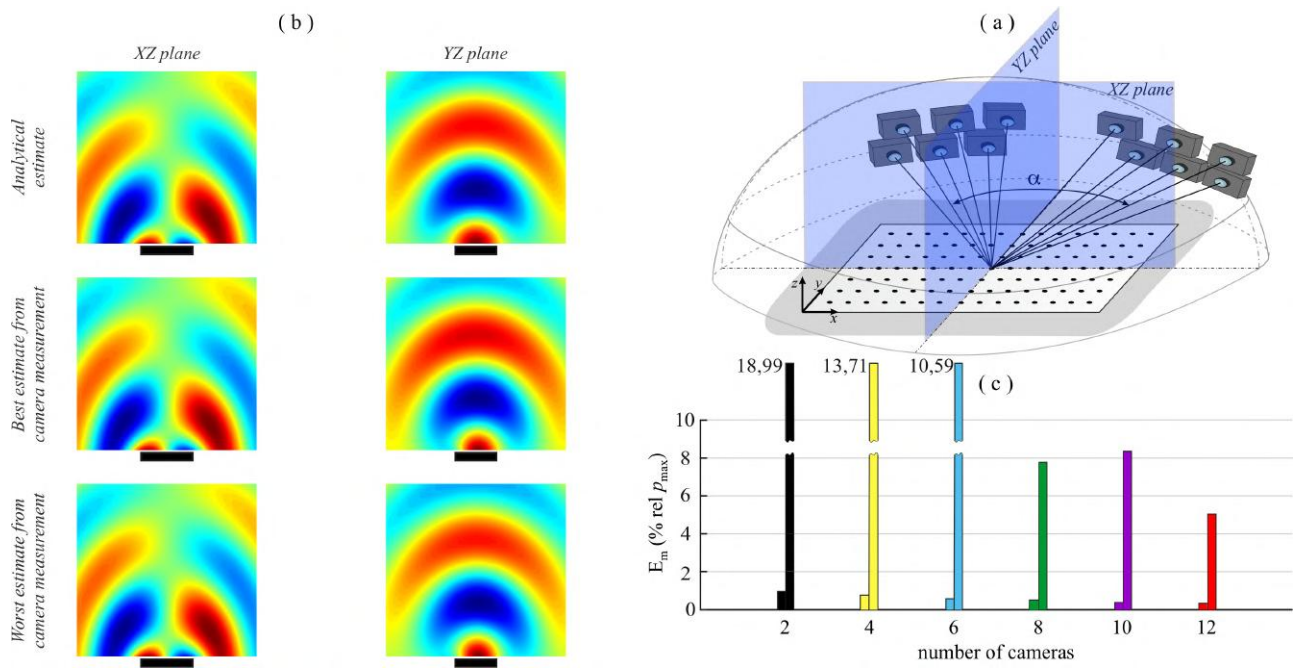 ( b )
XZ plane
YZ plane
Analytical
estimate
Best estimate from
camera measurement
Worst estimate from
camera measurement
( a )
YZ plane
XZ plane
α
z
y
x
18,99
13,71
10,59
( c )
10
8
6
4
2
0
E_m (% rel p_max)
2
4
6
8
10
12
number of cameras